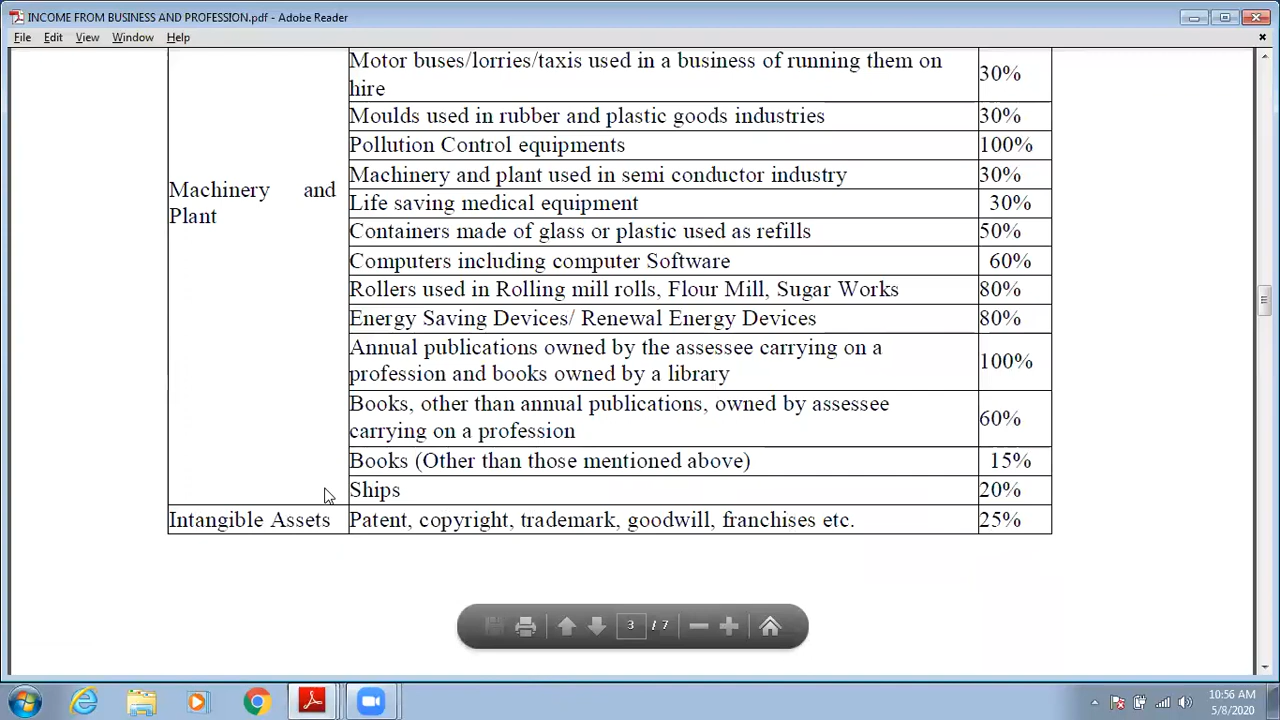 INCOME FROM BUSINESS AND PROFESSION.pdf - Adobe Reader
File Edit View Window Help
Motor buses/lorries/taxis used in a business of running them on
hire
30%
Moulds used in rubber and plastic goods industries 30%
Pollution Control equipments 100%
Machinery and plant used in semi conductor industry 30%
Machinery and
Plant
Life saving medical equipment 30%
Containers made of glass or plastic used as refills 50%
Computers including computer Software 60%
Rollers used in Rolling mill rolls, Flour Mill, Sugar Works 80%
Energy Saving Devices/ Renewal Energy Devices 80%
Annual publications owned by the assessee carrying on a
profession and books owned by a library
100%
Books, other than annual publications, owned by assessee
carrying on a profession
60%
Books (Other than those mentioned above) 15%
Ships 20%
Intangible Assets Patent, copyright, trademark, goodwill, franchises etc. 25%
3 / 7
10:56 AM
5/8/2020